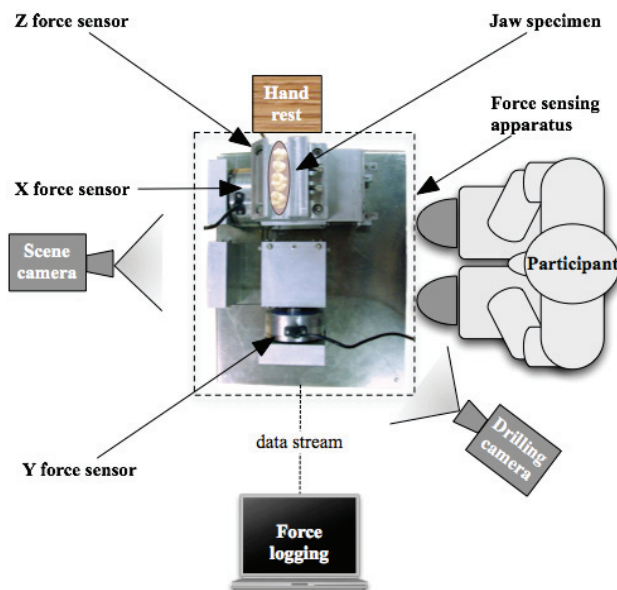 Z force sensor
Jaw specimen
Hand
rest
Force sensing
apparatus
X force sensor
Scene
camera
Participant
Drilling
camera
data stream
Y force sensor
Force
logging